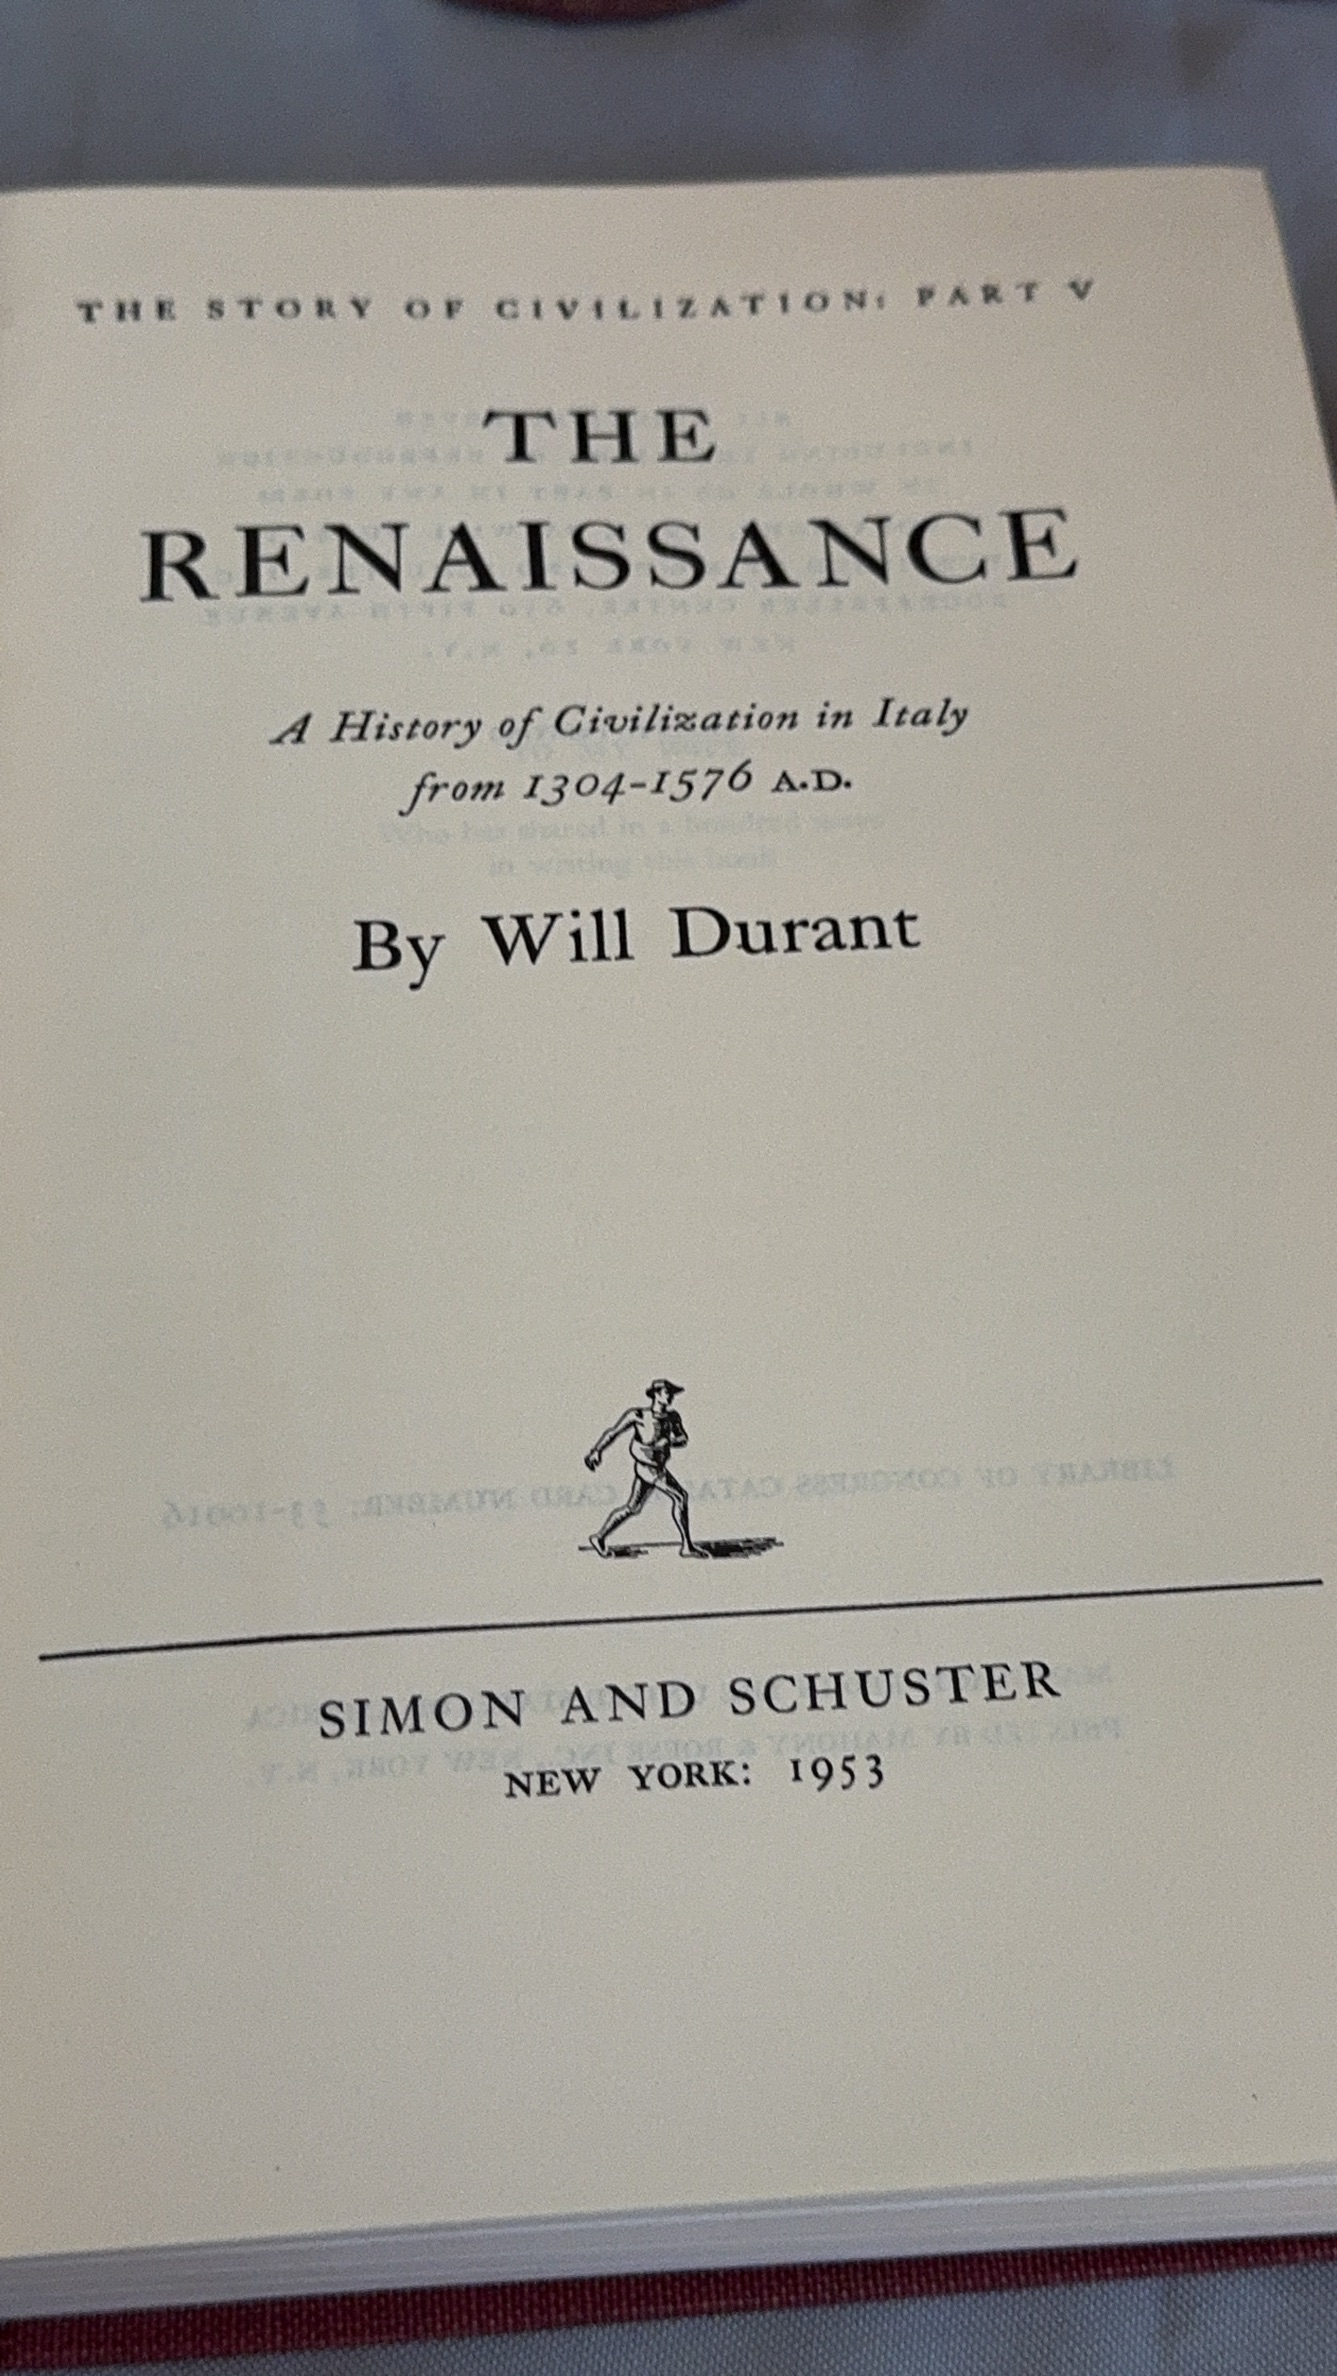 THE STORY OF CIVILIZATION: PART V
THE
RENAISSANCE
A History of Civilization in Italy
from 1304-1576 A.D.
By Will Durant
SIMON AND SCHUSTER
NEW YORK: 1953